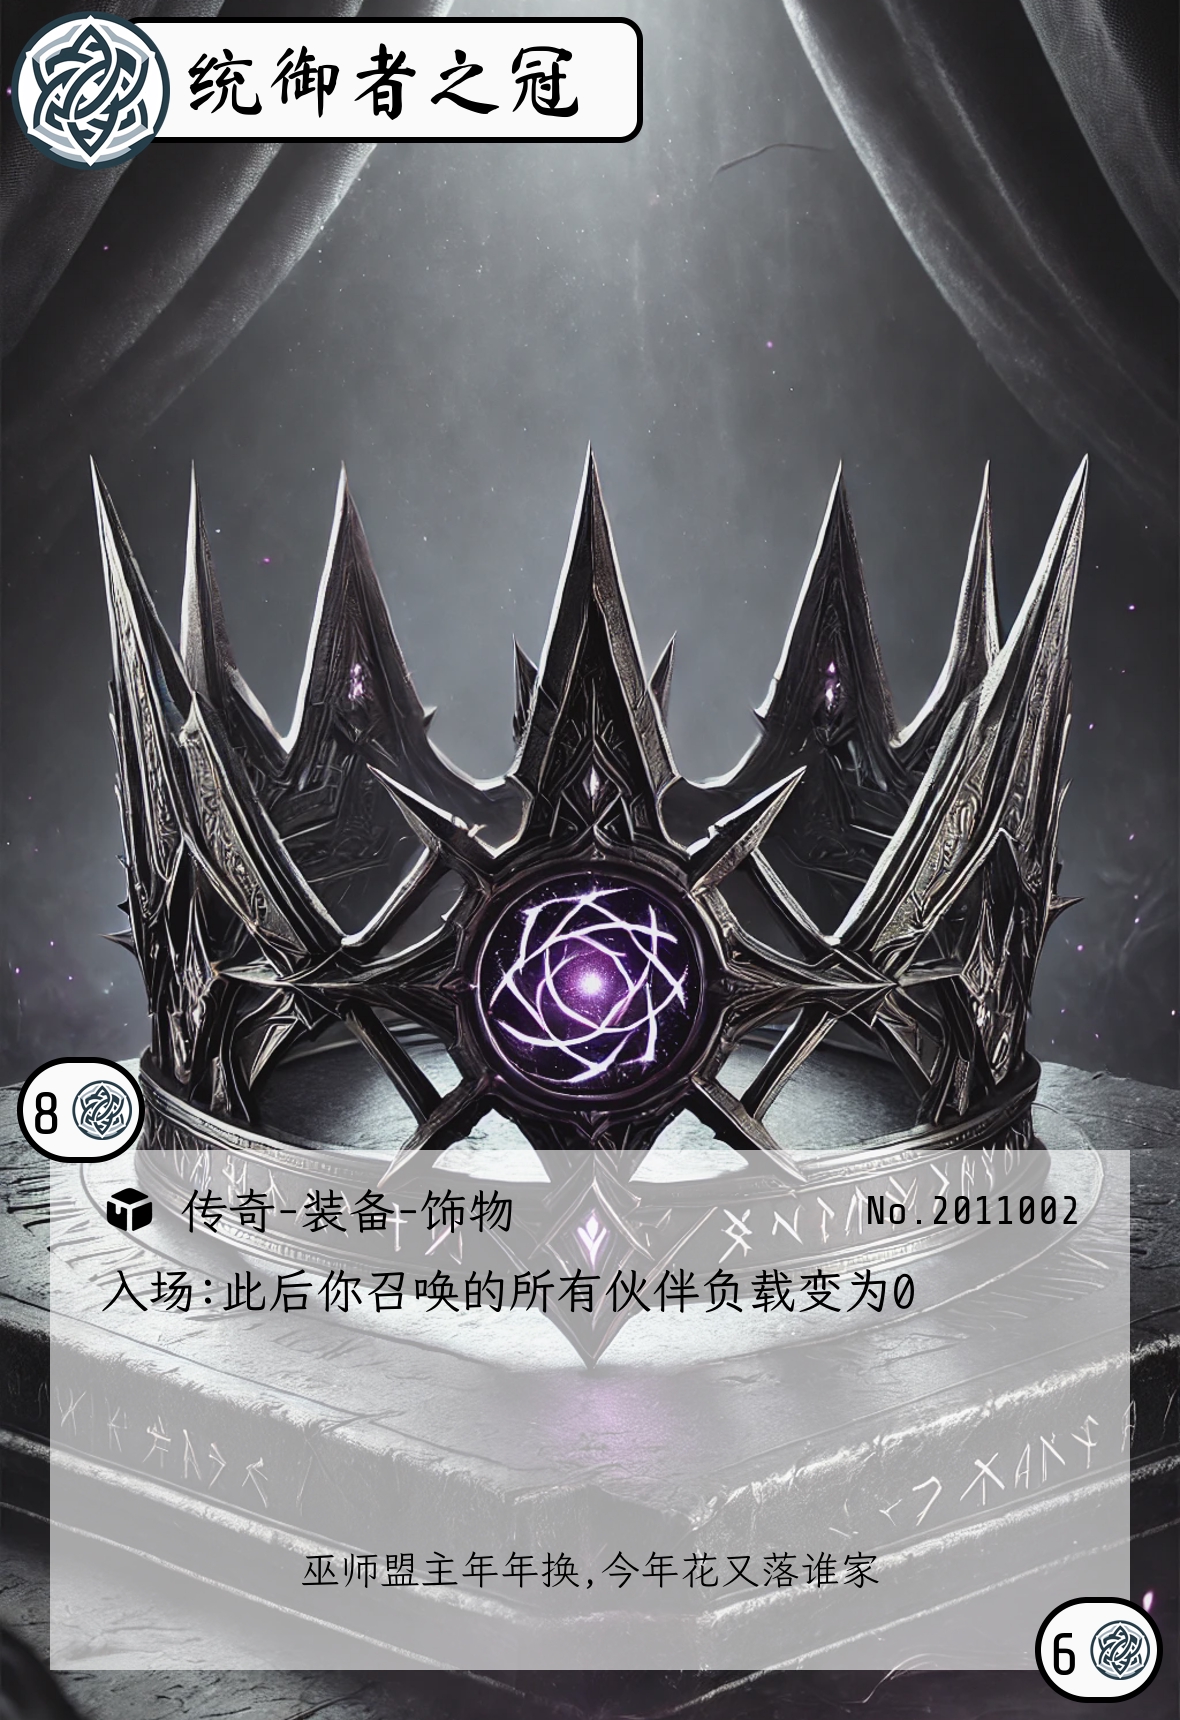 统御者之冠
8
传奇-装备-饰物
No.2011002
入场:此后你召唤的所有伙伴负载变为0
巫师盟主年年换,今年花又落谁家
6